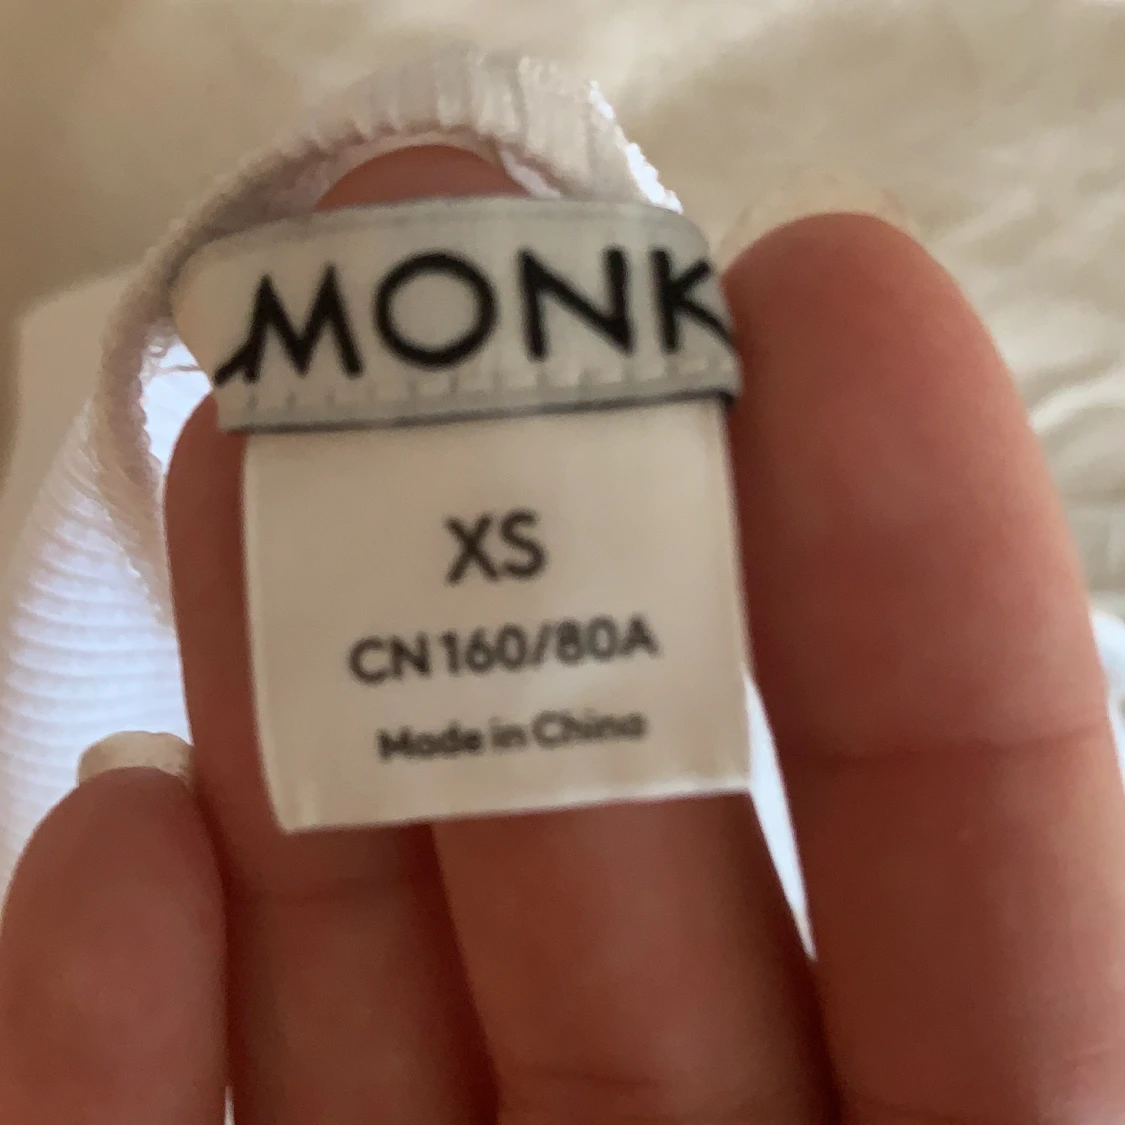 MONK
XS
CN 160/80A
Made in China